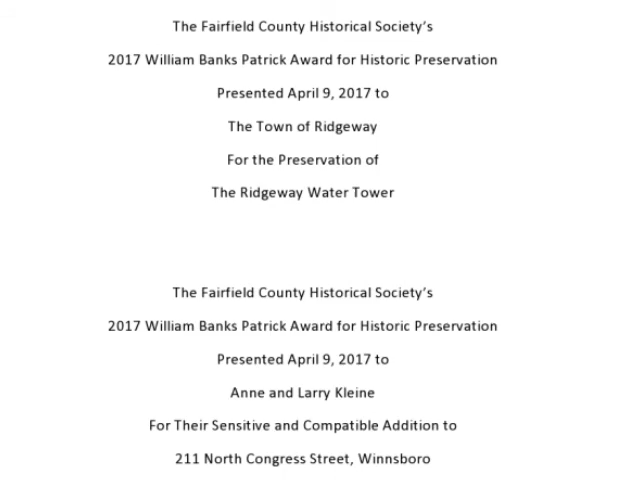 The Fairfield County Historical Society's
2017 William Banks Patrick Award for Historic Preservation
Presented April 9, 2017 to
The Town of Ridgeway
For the Preservation of
The Ridgeway Water Tower
The Fairfield County Historical Society's
2017 William Banks Patrick Award for Historic Preservation
Presented April 9, 2017 to
Anne and Larry Kleine
For Their Sensitive and Compatible Addition to
211 North Congress Street, Winnsboro